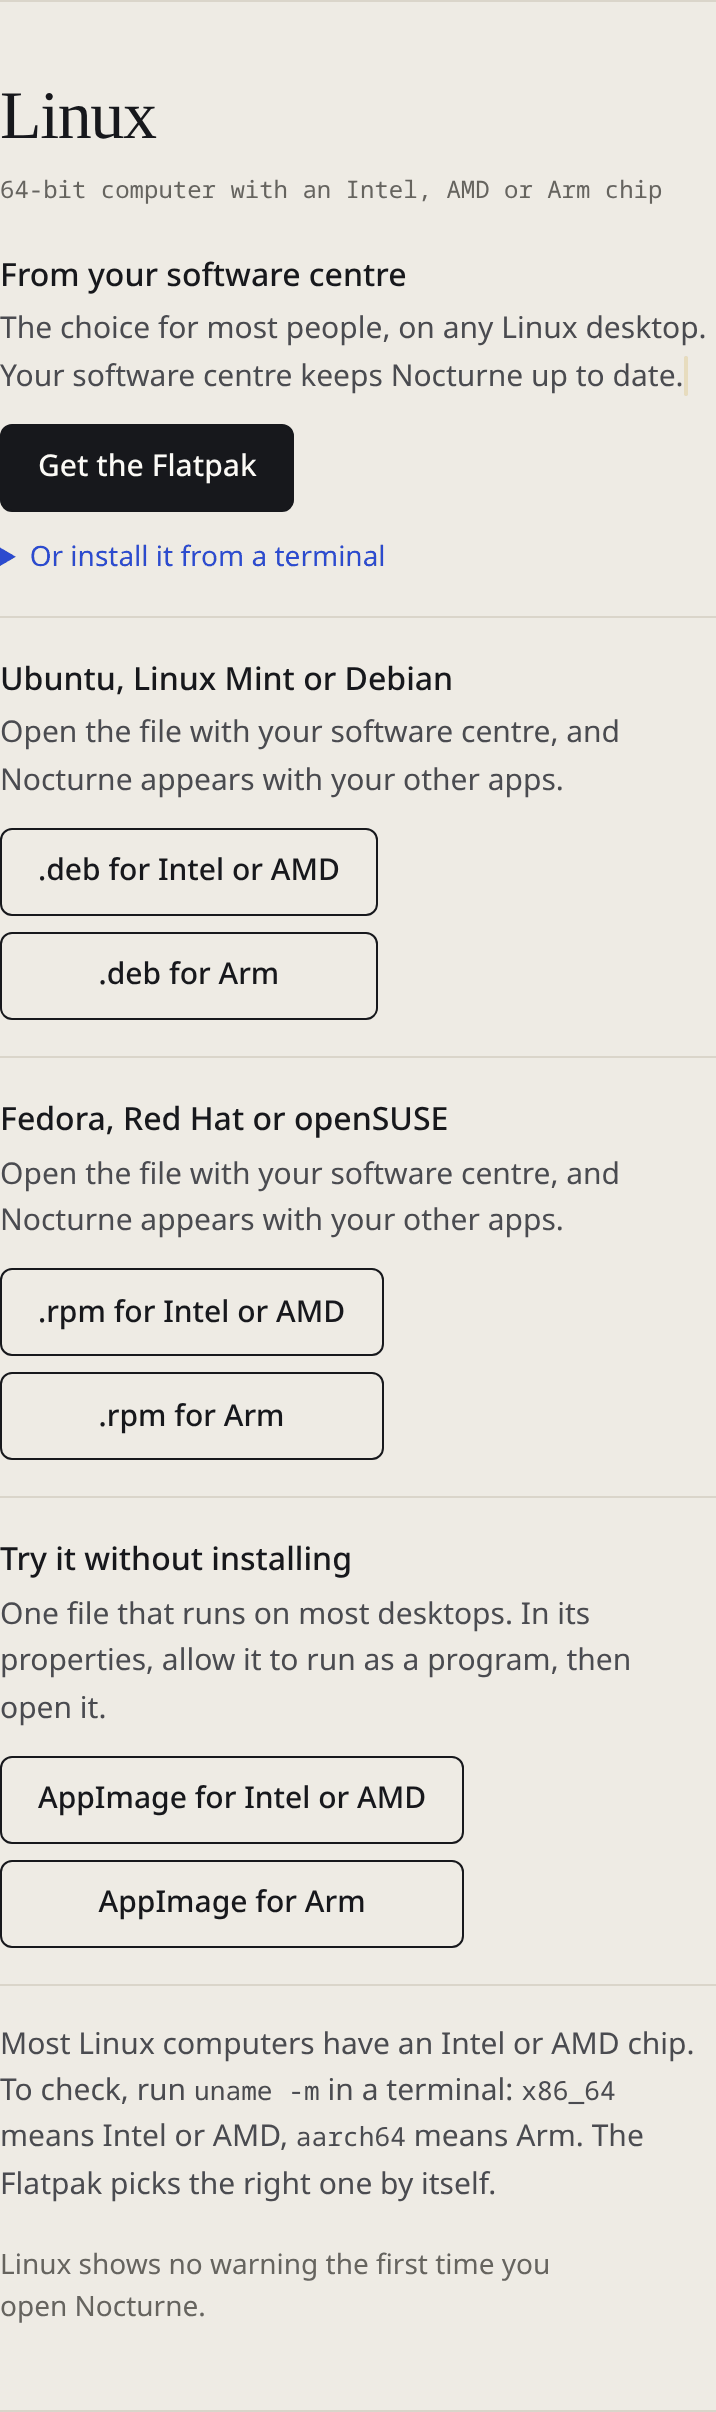 Linux
64-bit computer with an Intel, AMD or Arm chip
From your software centre
The choice for most people, on any Linux desktop.
Your software centre keeps Nocturne up to date.
Get the Flatpak
Or install it from a terminal
Ubuntu, Linux Mint or Debian
Open the file with your software centre, and
Nocturne appears with your other apps.
.deb for Intel or AMD
.deb for Arm
Fedora, Red Hat or openSUSE
Open the file with your software centre, and
Nocturne appears with your other apps.
.rpm for Intel or AMD
.rpm for Arm
Try it without installing
One file that runs on most desktops. In its
properties, allow it to run as a program, then
open it.
AppImage for Intel or AMD
AppImage for Arm
Most Linux computers have an Intel or AMD chip.
To check, run uname -m in a terminal: x86_64
means Intel or AMD, aarch64 means Arm. The
Flatpak picks the right one by itself.
Linux shows no warning the first time you
open Nocturne.